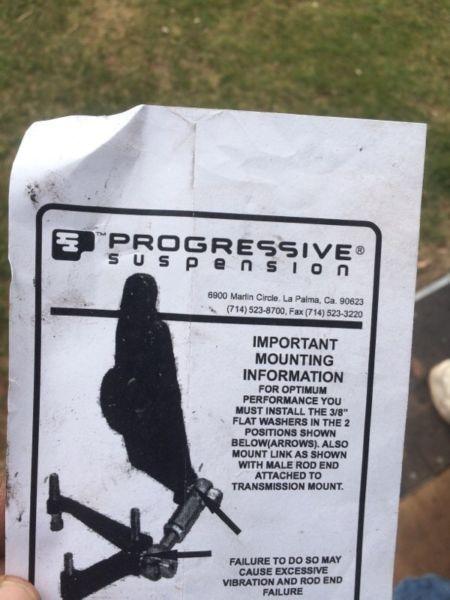 ™ PROGRESSIVE®
suspension
6900 Marlin Circle. La Palma, Ca. 90623
(714) 523-8700, Fax (714) 523-3220
IMPORTANT
MOUNTING
INFORMATION
FOR OPTIMUM
PERFORMANCE YOU
MUST INSTALL THE 3/8"
FLAT WASHERS IN THE 2
POSITIONS SHOWN
BELOW(ARROWS). ALSO
MOUNT LINK AS SHOWN
WITH MALE ROD END
ATTACHED TO
TRANSMISSION MOUNT.
FAILURE TO DO SO MAY
CAUSE EXCESSIVE
VIBRATION AND ROD END
FAILURE